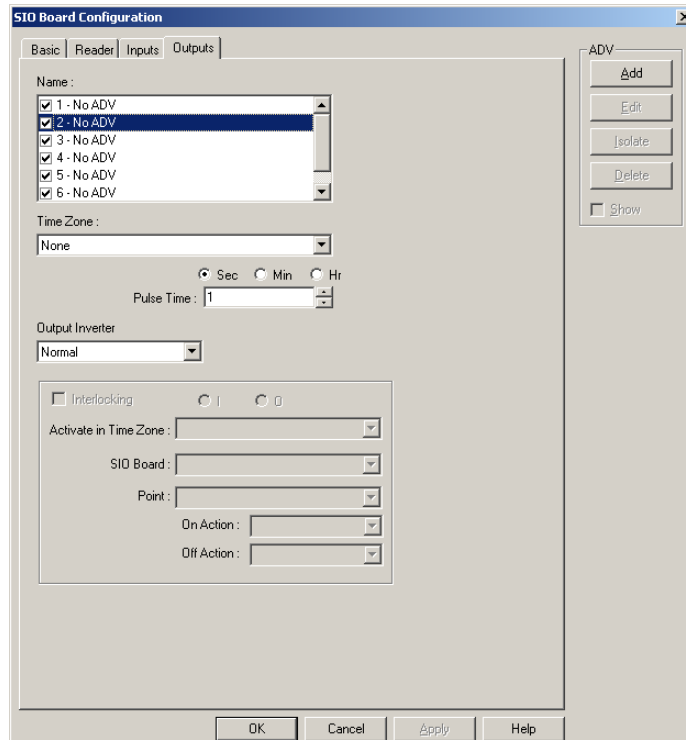 SIO Board Configuration
Basic Reader Inputs Outputs
Name :
1 - No ADV
2 - No ADV
3 - No ADV
4 - No ADV
5 - No ADV
6 - No ADV
Time Zone :
None
Sec Min Hr
Pulse Time : 1
Output Inverter
Normal
Interlocking I O
Activate in Time Zone :
SIO Board :
Point :
On Action :
Off Action :
ADV
Add
Edit
Isolate
Delete
Show
OK Cancel Apply Help